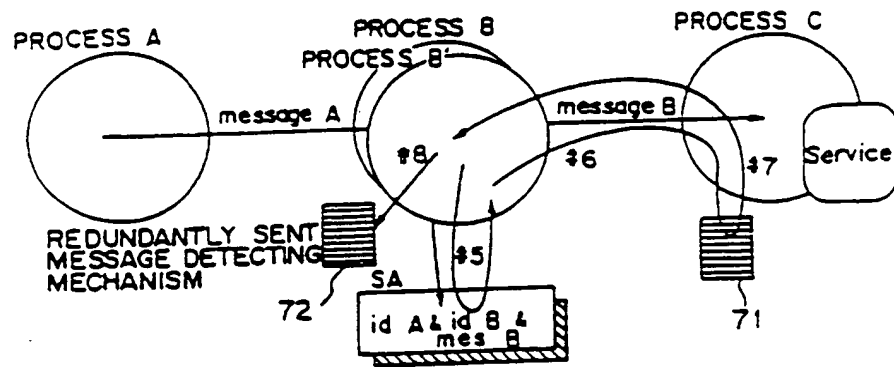 PROCESS A
PROCESS B
PROCESS B'
PROCESS C
message A
message B
#8
#6
#7
Service
REDUNDANTLY SENT
MESSAGE DETECTING
MECHANISM
72
#5
SA
id A & id B &
mes B
71